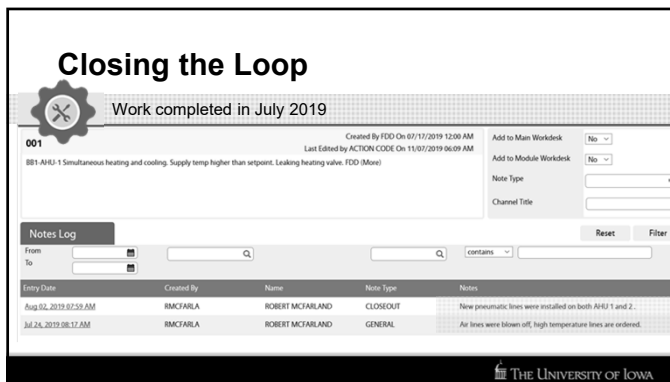 Closing the Loop
Work completed in July 2019
001
Created By FDD On 07/17/2019 12:00 AM
Last Edited by ACTION CODE On 11/07/2019 06:09 AM
BB1-AHU-1 Simultaneous heating and cooling. Supply temp higher than setpoint. Leaking heating valve. FDD (More)
Add to Main Workdesk No
Add to Module Workdesk No
Note Type
Channel Title
Notes Log
Reset Filter
From
To
contains
Entry Date Created By Name Note Type Notes
Aug 02, 2019 07:59 AM RMCFARLA ROBERT MCFARLAND CLOSEOUT New pneumatic lines were installed on both AHU 1 and 2..
Jul 24, 2019 08:17 AM RMCFARLA ROBERT MCFARLAND GENERAL Air lines were blown off, high temperature lines are ordered.
THE UNIVERSITY OF IOWA